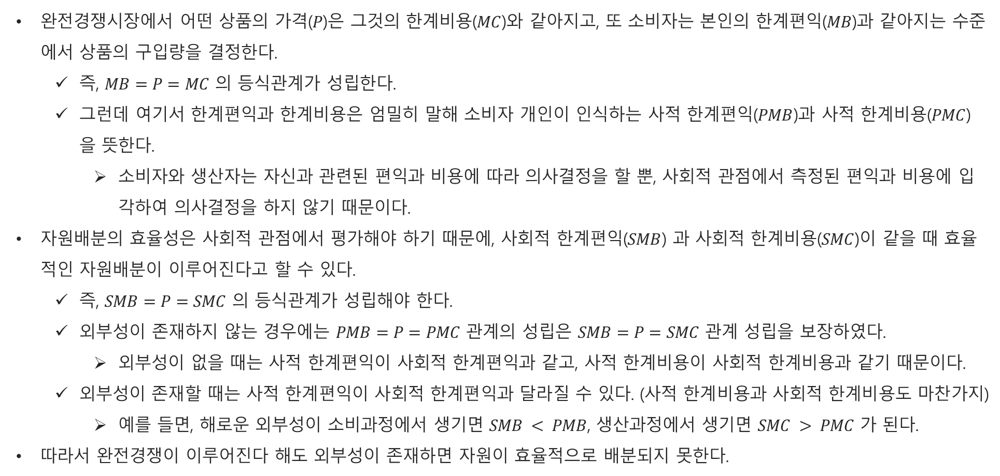 • 완전경쟁시장에서 어떤 상품의 가격(P)은 그것의 한계비용(MC)와 같아지고, 또 소비자는 본인의 한계편익(MB)과 같아지는 수준
에서 상품의 구입량을 결정한다.
✓ 즉, MB = P = MC 의 등식관계가 성립한다.
✓ 그런데 여기서 한계편익과 한계비용은 엄밀히 말해 소비자 개인이 인식하는 사적 한계편익(PMB)과 사적 한계비용(PMC)
을 뜻한다.
➢ 소비자와 생산자는 자신과 관련된 편익과 비용에 따라 의사결정을 할 뿐, 사회적 관점에서 측정된 편익과 비용에 입
각하여 의사결정을 하지 않기 때문이다.
• 자원배분의 효율성은 사회적 관점에서 평가해야 하기 때문에, 사회적 한계편익(SMB) 과 사회적 한계비용(SMC)이 같을 때 효율
적인 자원배분이 이루어진다고 할 수 있다.
✓ 즉, SMB = P = SMC 의 등식관계가 성립해야 한다.
✓ 외부성이 존재하지 않는 경우에는 PMB = P = PMC 관계의 성립은 SMB = P = SMC 관계 성립을 보장하였다.
➢ 외부성이 없을 때는 사적 한계편익이 사회적 한계편익과 같고, 사적 한계비용이 사회적 한계비용과 같기 때문이다.
✓ 외부성이 존재할 때는 사적 한계편익이 사회적 한계편익과 달라질 수 있다. (사적 한계비용과 사회적 한계비용도 마찬가지)
➢ 예를 들면, 해로운 외부성이 소비과정에서 생기면 SMB < PMB, 생산과정에서 생기면 SMC > PMC 가 된다.
• 따라서 완전경쟁이 이루어진다 해도 외부성이 존재하면 자원이 효율적으로 배분되지 못한다.